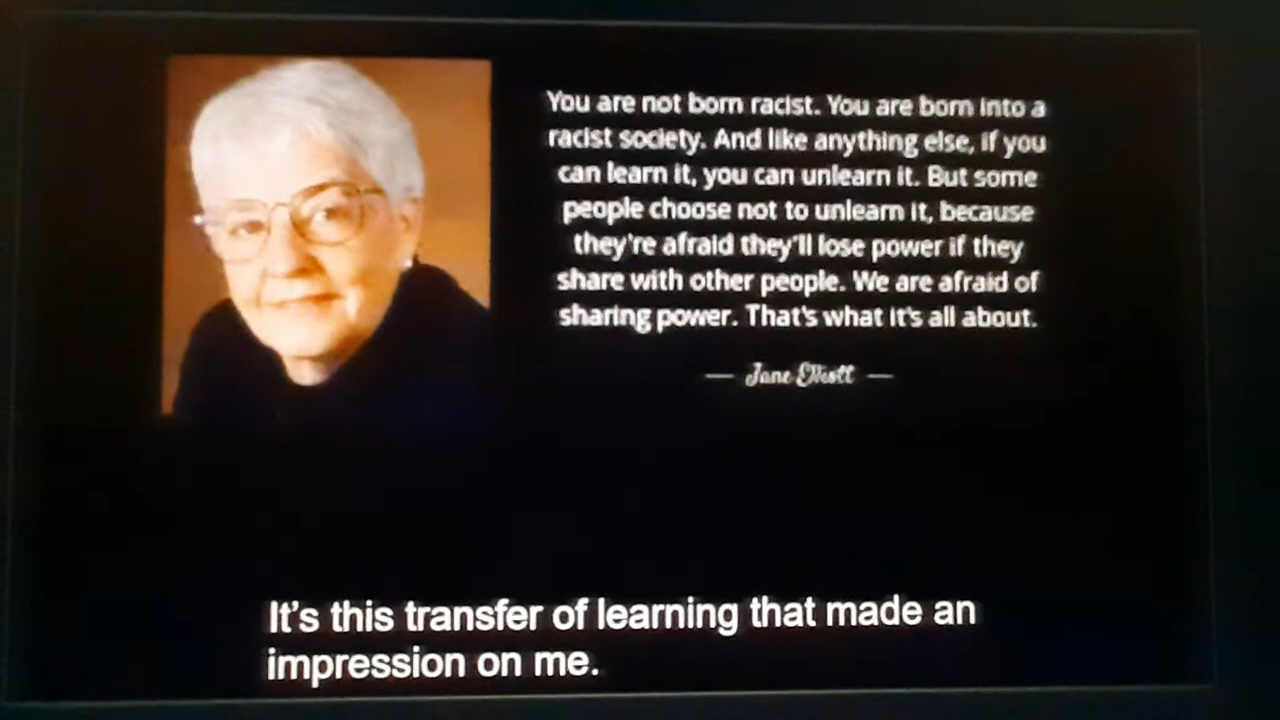 You are not born racist. You are born into a
racist society. And like anything else, if you
can learn it, you can unlearn it. But some
people choose not to unlearn it, because
they're afraid they'll lose power if they
share with other people. We are afraid of
sharing power. That's what it's all about.
— Jane Elliott —
It's this transfer of learning that made an
impression on me.